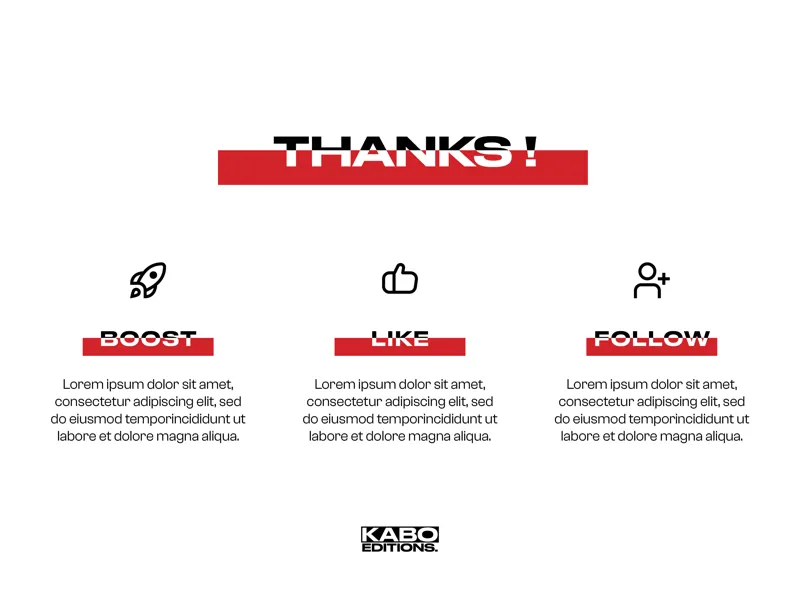 THANKS !
BOOST
Lorem ipsum dolor sit amet,
consectetur adipiscing elit, sed
do eiusmod temporincididunt ut
labore et dolore magna aliqua.
LIKE
Lorem ipsum dolor sit amet,
consectetur adipiscing elit, sed
do eiusmod temporincididunt ut
labore et dolore magna aliqua.
FOLLOW
Lorem ipsum dolor sit amet,
consectetur adipiscing elit, sed
do eiusmod temporincididunt ut
labore et dolore magna aliqua.
KABO
EDITIONS.